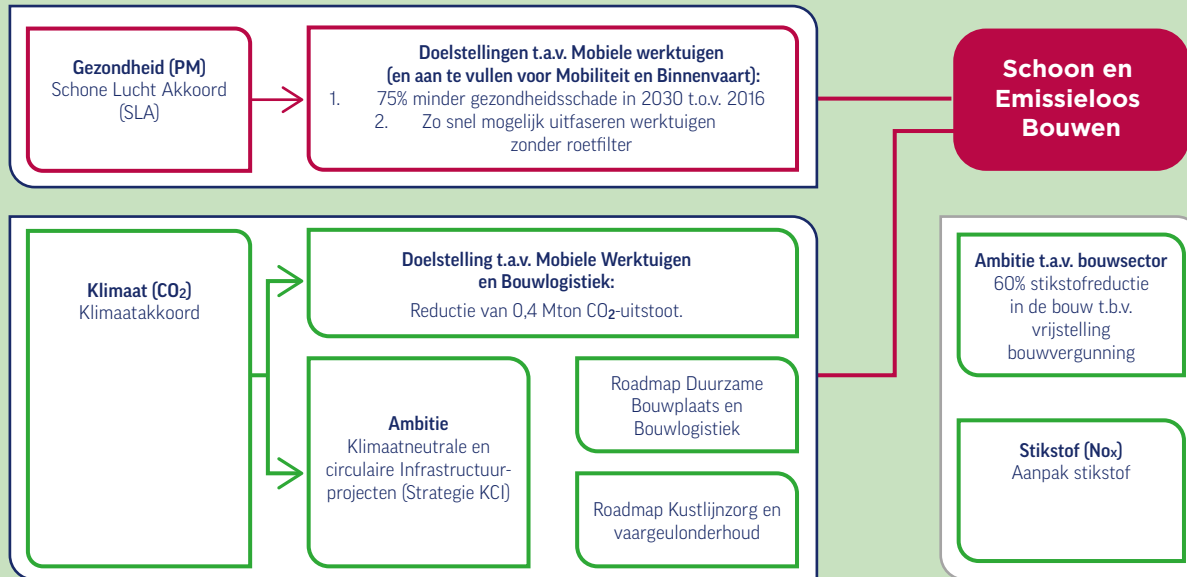 Gezondheid (PM)
Schone Lucht Akkoord
(SLA)
Doelstellingen t.a.v. Mobiele werktuigen
(en aan te vullen voor Mobiliteit en Binnenvaart):
1. 75% minder gezondheidsschade in 2030 t.o.v. 2016
2. Zo snel mogelijk uitfaseren werktuigen
zonder roetfilter
Schoon en
Emissieloos
Bouwen
Klimaat (CO₂)
Klimaatakkoord
Doelstelling t.a.v. Mobiele Werktuigen
en Bouwlogistiek:
Reductie van 0,4 Mton CO₂-uitstoot.
Ambitie
Klimaatneutrale en
circulaire Infrastructuur-
projecten (Strategie KCI)
Roadmap Duurzame
Bouwplaats en
Bouwlogistiek
Roadmap Kustlijnzorg en
vaargeulonderhoud
Ambitie t.a.v. bouwsector
60% stikstofreductie
in de bouw t.b.v.
vrijstelling
bouwvergunning
Stikstof (Noₓ)
Aanpak stikstof